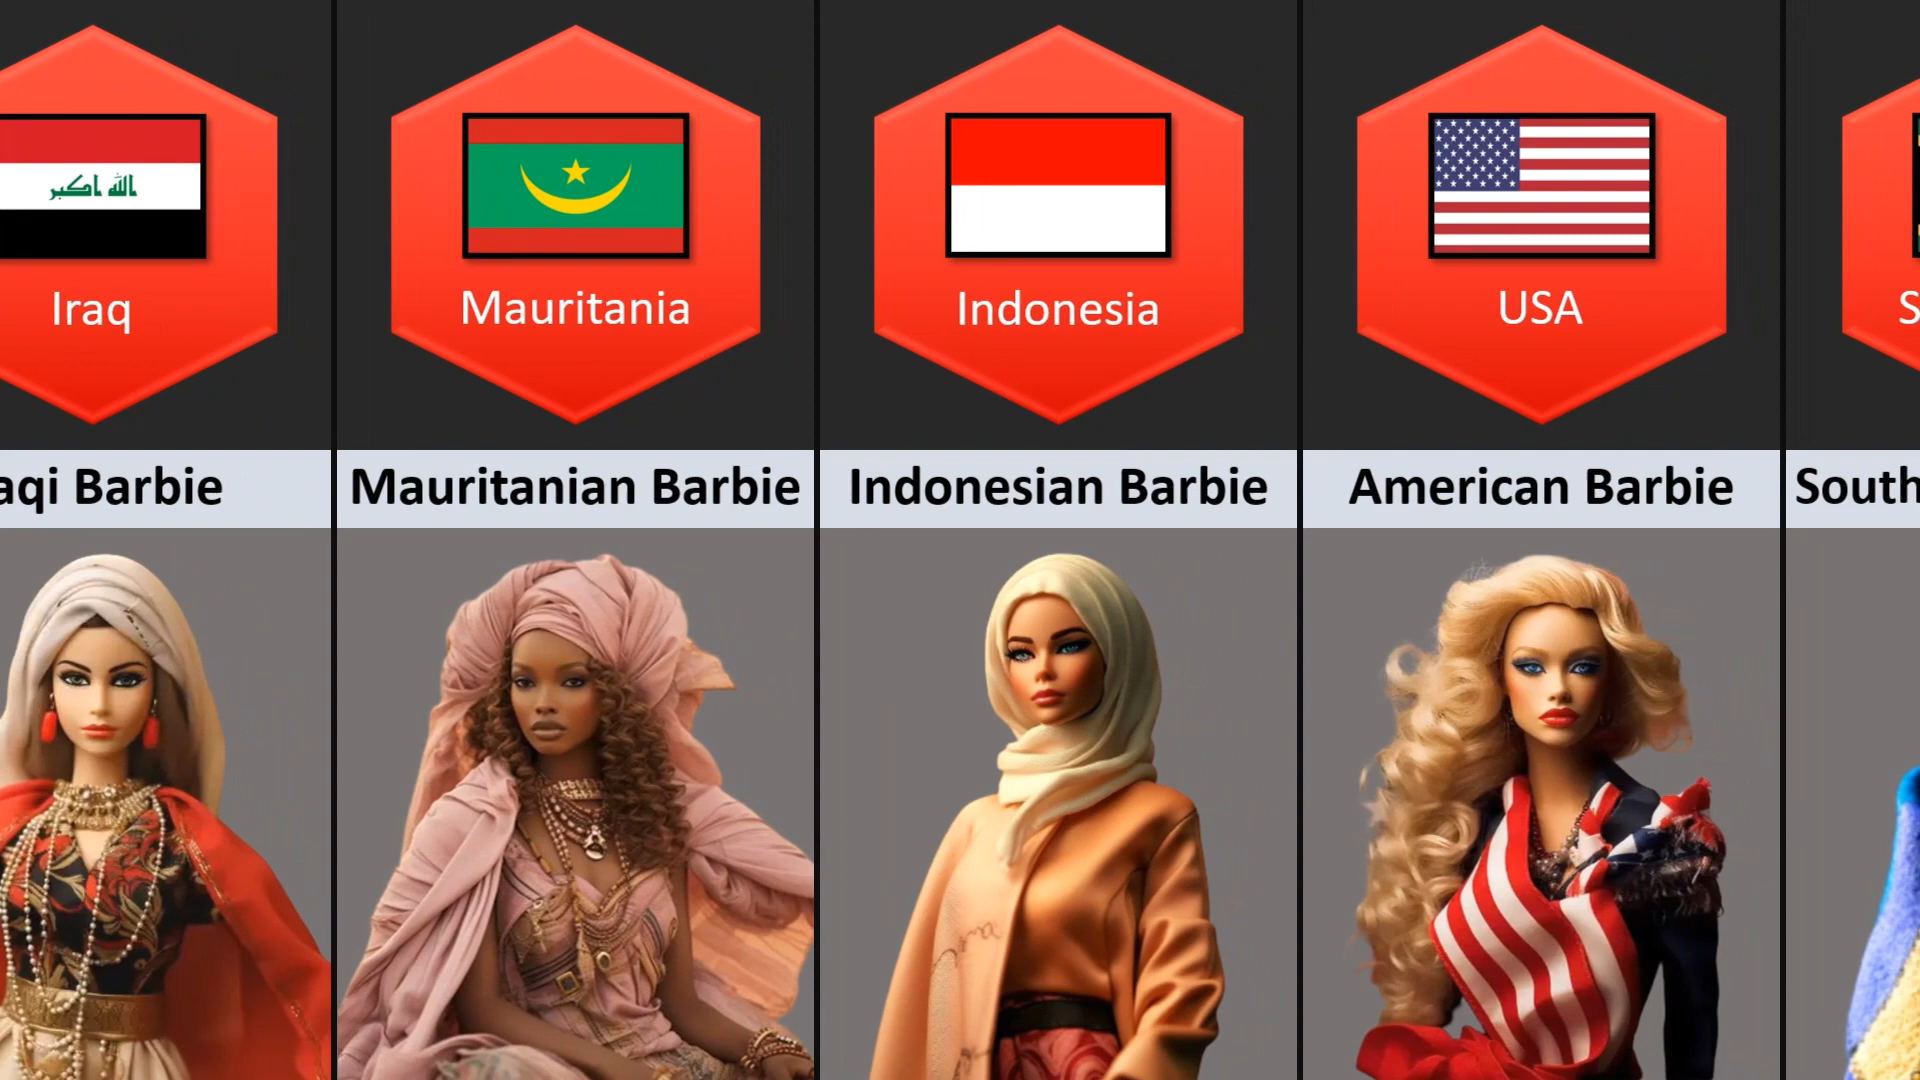 الله اكبر
Iraq
Mauritania
Indonesia
USA
S
aqi Barbie
Mauritanian Barbie
Indonesian Barbie
American Barbie
South